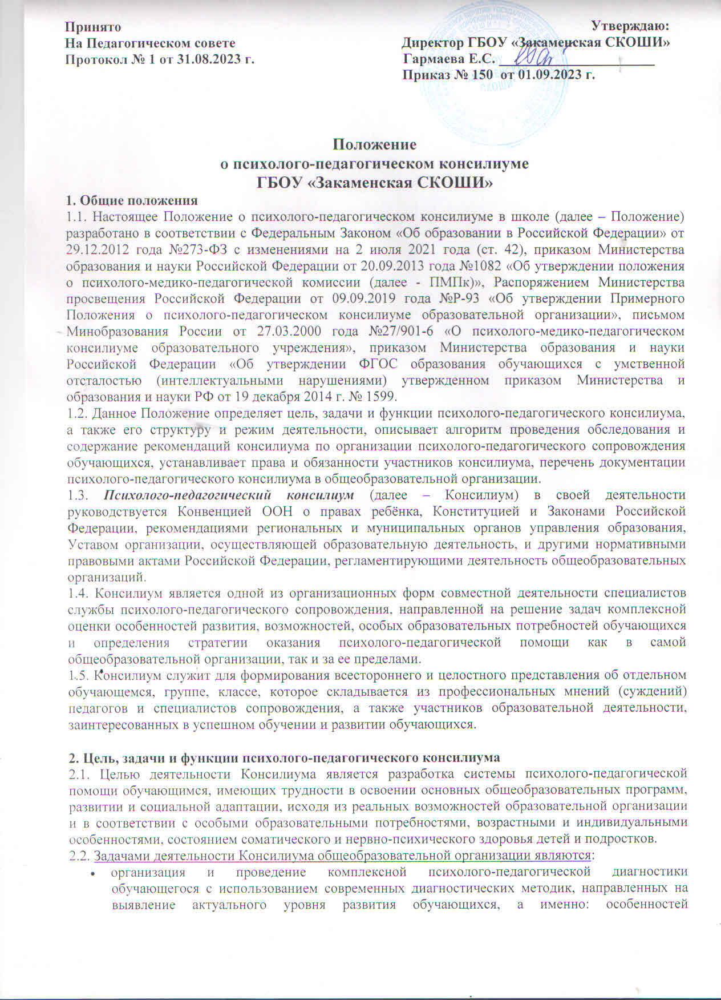 Принято Утверждаю:
На Педагогическом совете Директор ГБОУ «Закаменская СКОШИ»
Протокол № 1 от 31.08.2023 г. Гармаева Е.С.
Приказ № 150 от 01.09.2023 г.
СКОШИ
Положение
о психолого-педагогическом консилиуме
ГБОУ «Закаменская СКОШИ»
1. Общие положения
1.1. Настоящее Положение о психолого-педагогическом консилиуме в школе (далее – Положение)
разработано в соответствии с Федеральным Законом «Об образовании в Российской Федерации» от
29.12.2012 года №273-ФЗ с изменениями на 2 июля 2021 года (ст. 42), приказом Министерства
образования и науки Российской Федерации от 20.09.2013 года №1082 «Об утверждении положения
о психолого-медико-педагогической комиссии (далее - ПМПк)», Распоряжением Министерства
просвещения Российской Федерации от 09.09.2019 года №Р-93 «Об утверждении Примерного
Положения о психолого-педагогическом консилиуме образовательной организации», письмом
Минобразования России от 27.03.2000 года №27/901-6 «О психолого-медико-педагогическом
консилиуме образовательного учреждения», приказом Министерства образования и науки
Российской Федерации «Об утверждении ФГОС образования обучающихся с умственной
отсталостью (интеллектуальными нарушениями) утвержденном приказом Министерства и
образования и науки РФ от 19 декабря 2014 г. № 1599.
1.2. Данное Положение определяет цель, задачи и функции психолого-педагогического консилиума,
а также его структуру и режим деятельности, описывает алгоритм проведения обследования и
содержание рекомендаций консилиума по организации психолого-педагогического сопровождения
обучающихся, устанавливает права и обязанности участников консилиума, перечень документации
психолого-педагогического консилиума в общеобразовательной организации.
1.3. Психолого-педагогический консилиум (далее – Консилиум) в своей деятельности
руководствуется Конвенцией ООН о правах ребёнка, Конституцией и Законами Российской
Федерации, рекомендациями региональных и муниципальных органов управления образования,
Уставом организации, осуществляющей образовательную деятельность, и другими нормативными
правовыми актами Российской Федерации, регламентирующими деятельность общеобразовательных
организаций.
1.4. Консилиум является одной из организационных форм совместной деятельности специалистов
службы психолого-педагогического сопровождения, направленной на решение задач комплексной
оценки особенностей развития, возможностей, особых образовательных потребностей обучающихся
и определения стратегии оказания психолого-педагогической помощи как в самой
общеобразовательной организации, так и за ее пределами.
1.5. Консилиум служит для формирования всестороннего и целостного представления об отдельном
обучающемся, группе, классе, которое складывается из профессиональных мнений (суждений)
педагогов и специалистов сопровождения, а также участников образовательной деятельности,
заинтересованных в успешном обучении и развитии обучающихся.
2. Цель, задачи и функции психолого-педагогического консилиума
2.1. Целью деятельности Консилиума является разработка системы психолого-педагогической
помощи обучающимся, имеющих трудности в освоении основных общеобразовательных программ,
развитии и социальной адаптации, исходя из реальных возможностей образовательной организации
и в соответствии с особыми образовательными потребностями, возрастными и индивидуальными
особенностями, состоянием соматического и нервно-психического здоровья детей и подростков.
2.2. Задачами деятельности Консилиума общеобразовательной организации являются:
• организация и проведение комплексной психолого-педагогической диагностики
обучающегося с использованием современных диагностических методик, направленных на
выявление актуального уровня развития обучающихся, а именно: особенностей